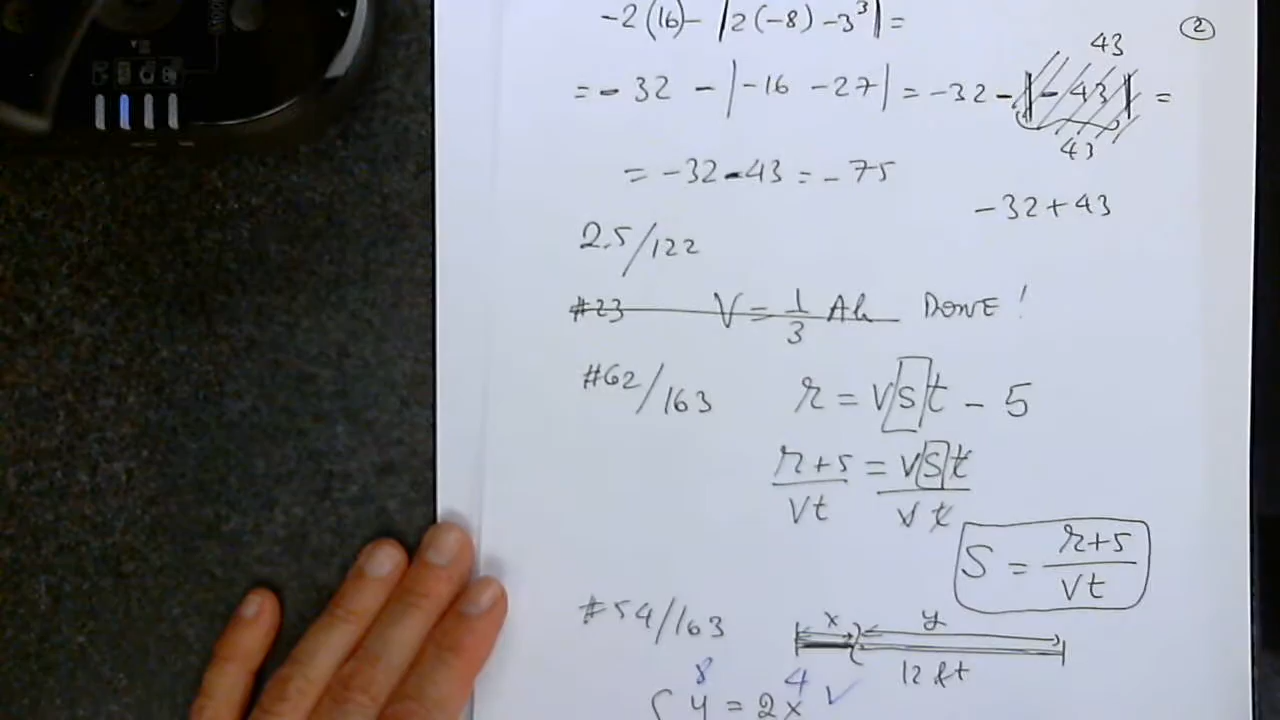 -2(16)- |2(-8) -3³| =
②
43
= - 32 - |-16 -27| = -32 - |- 43| =
43
= -32-43 = - 75
-32+43
2.5/122
#23 V = 1/3 Ah DONE!
#62/163 r = vst - 5
r+5/vt = vst/vt
S = r+5/vt
#54/163 x y
12 ft
8 4
{ y = 2x ✓